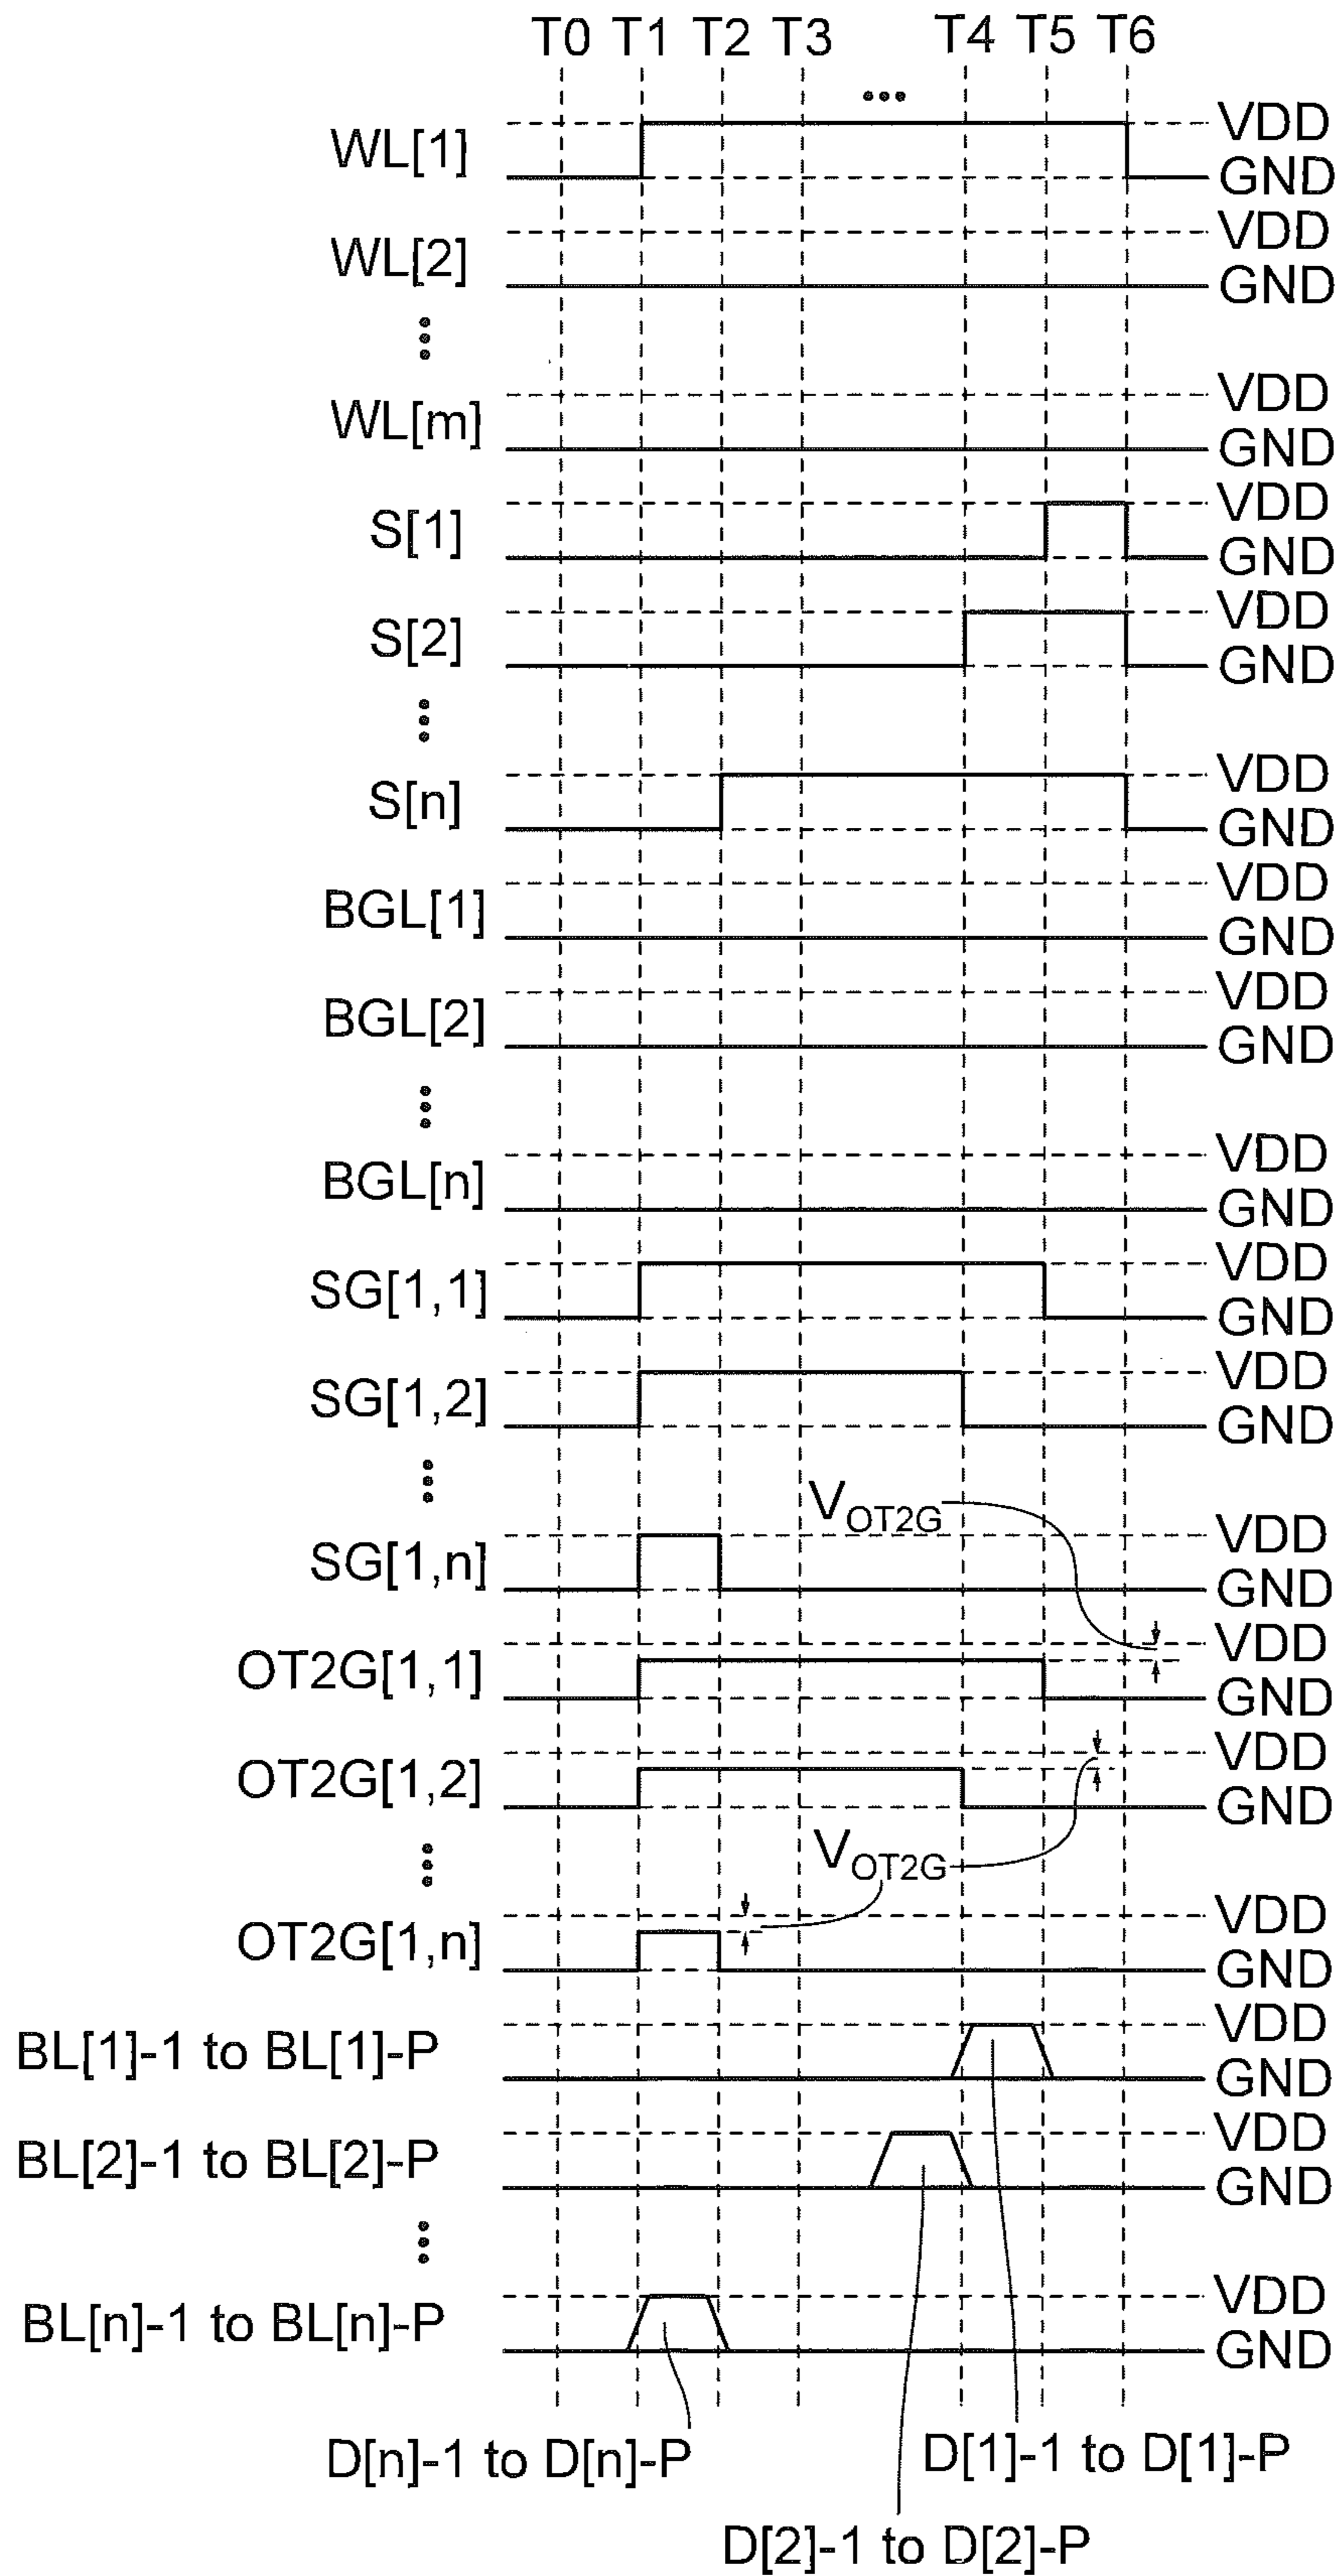 T0 T1 T2 T3 T4 T5 T6
WL[1] VDD
GND
WL[2] VDD
GND
WL[m] VDD
GND
S[1] VDD
GND
S[2] VDD
GND
S[n] VDD
GND
BGL[1] VDD
GND
BGL[2] VDD
GND
BGL[n] VDD
GND
SG[1,1] VDD
GND
SG[1,2] VDD
GND
VOT2G
SG[1,n] VDD
GND
OT2G[1,1] VDD
GND
OT2G[1,2] VDD
GND
VOT2G
OT2G[1,n] VDD
GND
BL[1]-1 to BL[1]-P VDD
GND
BL[2]-1 to BL[2]-P VDD
GND
BL[n]-1 to BL[n]-P VDD
GND
D[n]-1 to D[n]-P D[1]-1 to D[1]-P
D[2]-1 to D[2]-P